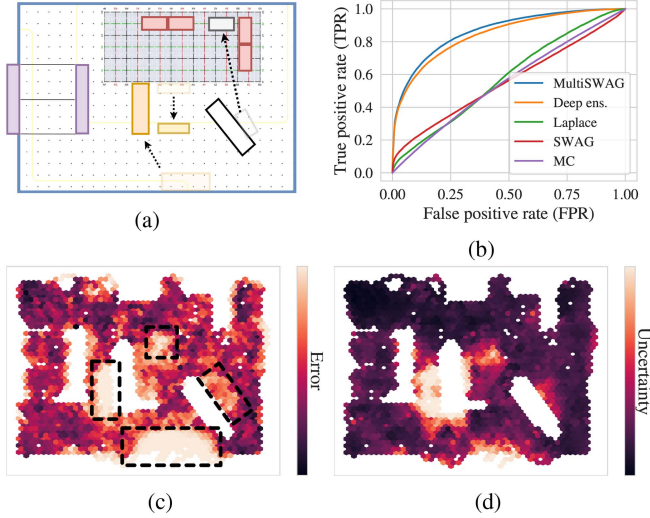 (a)
True positive rate (TPR)
1.0
0.8
0.6
0.4
0.2
0.0
MultiSWAG
Deep ens.
Laplace
SWAG
MC
0.00 0.25 0.50 0.75 1.00
False positive rate (FPR)
(b)
Error
(c)
Uncertainty
(d)